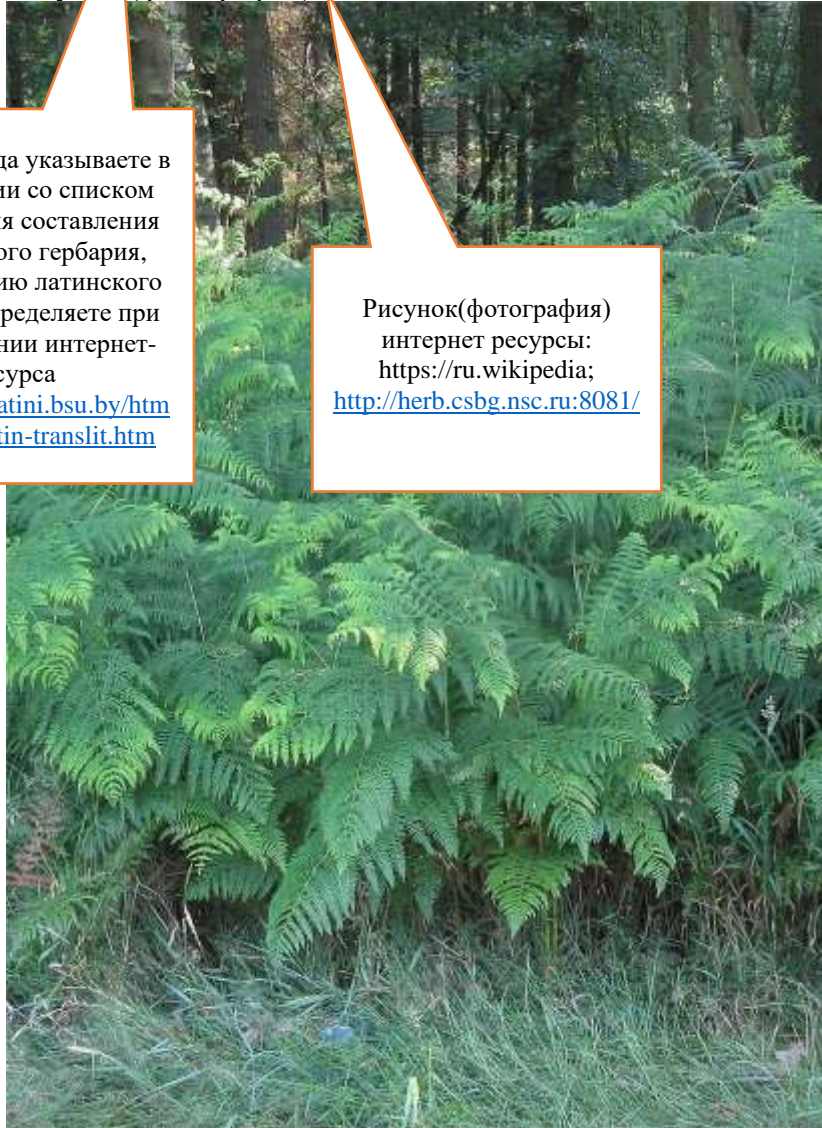 да указываете в
ии со списком
я составления
ого гербария,
ию латинского
ределяете при
нии интернет-
сурса
atini.bsu.by/htm
tin-translit.htm
Рисунок(фотография)
интернет ресурсы:
https://ru.wikipedia;
http://herb.csbg.nsc.ru:8081/